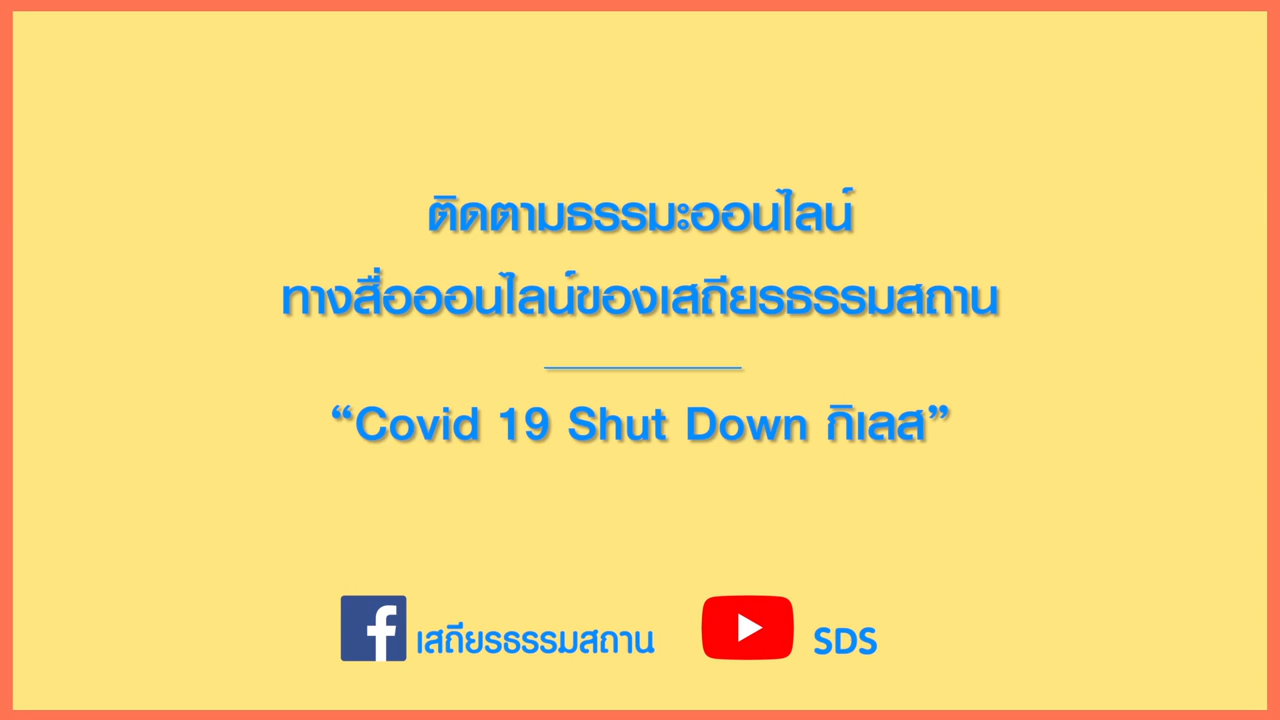 ติดตามธรรมะออนไลน์
ทางสื่อออนไลน์ของเสถียรธรรมสถาน
“Covid 19 Shut Down กิเลส”
เสถียรธรรมสถาน
SDS